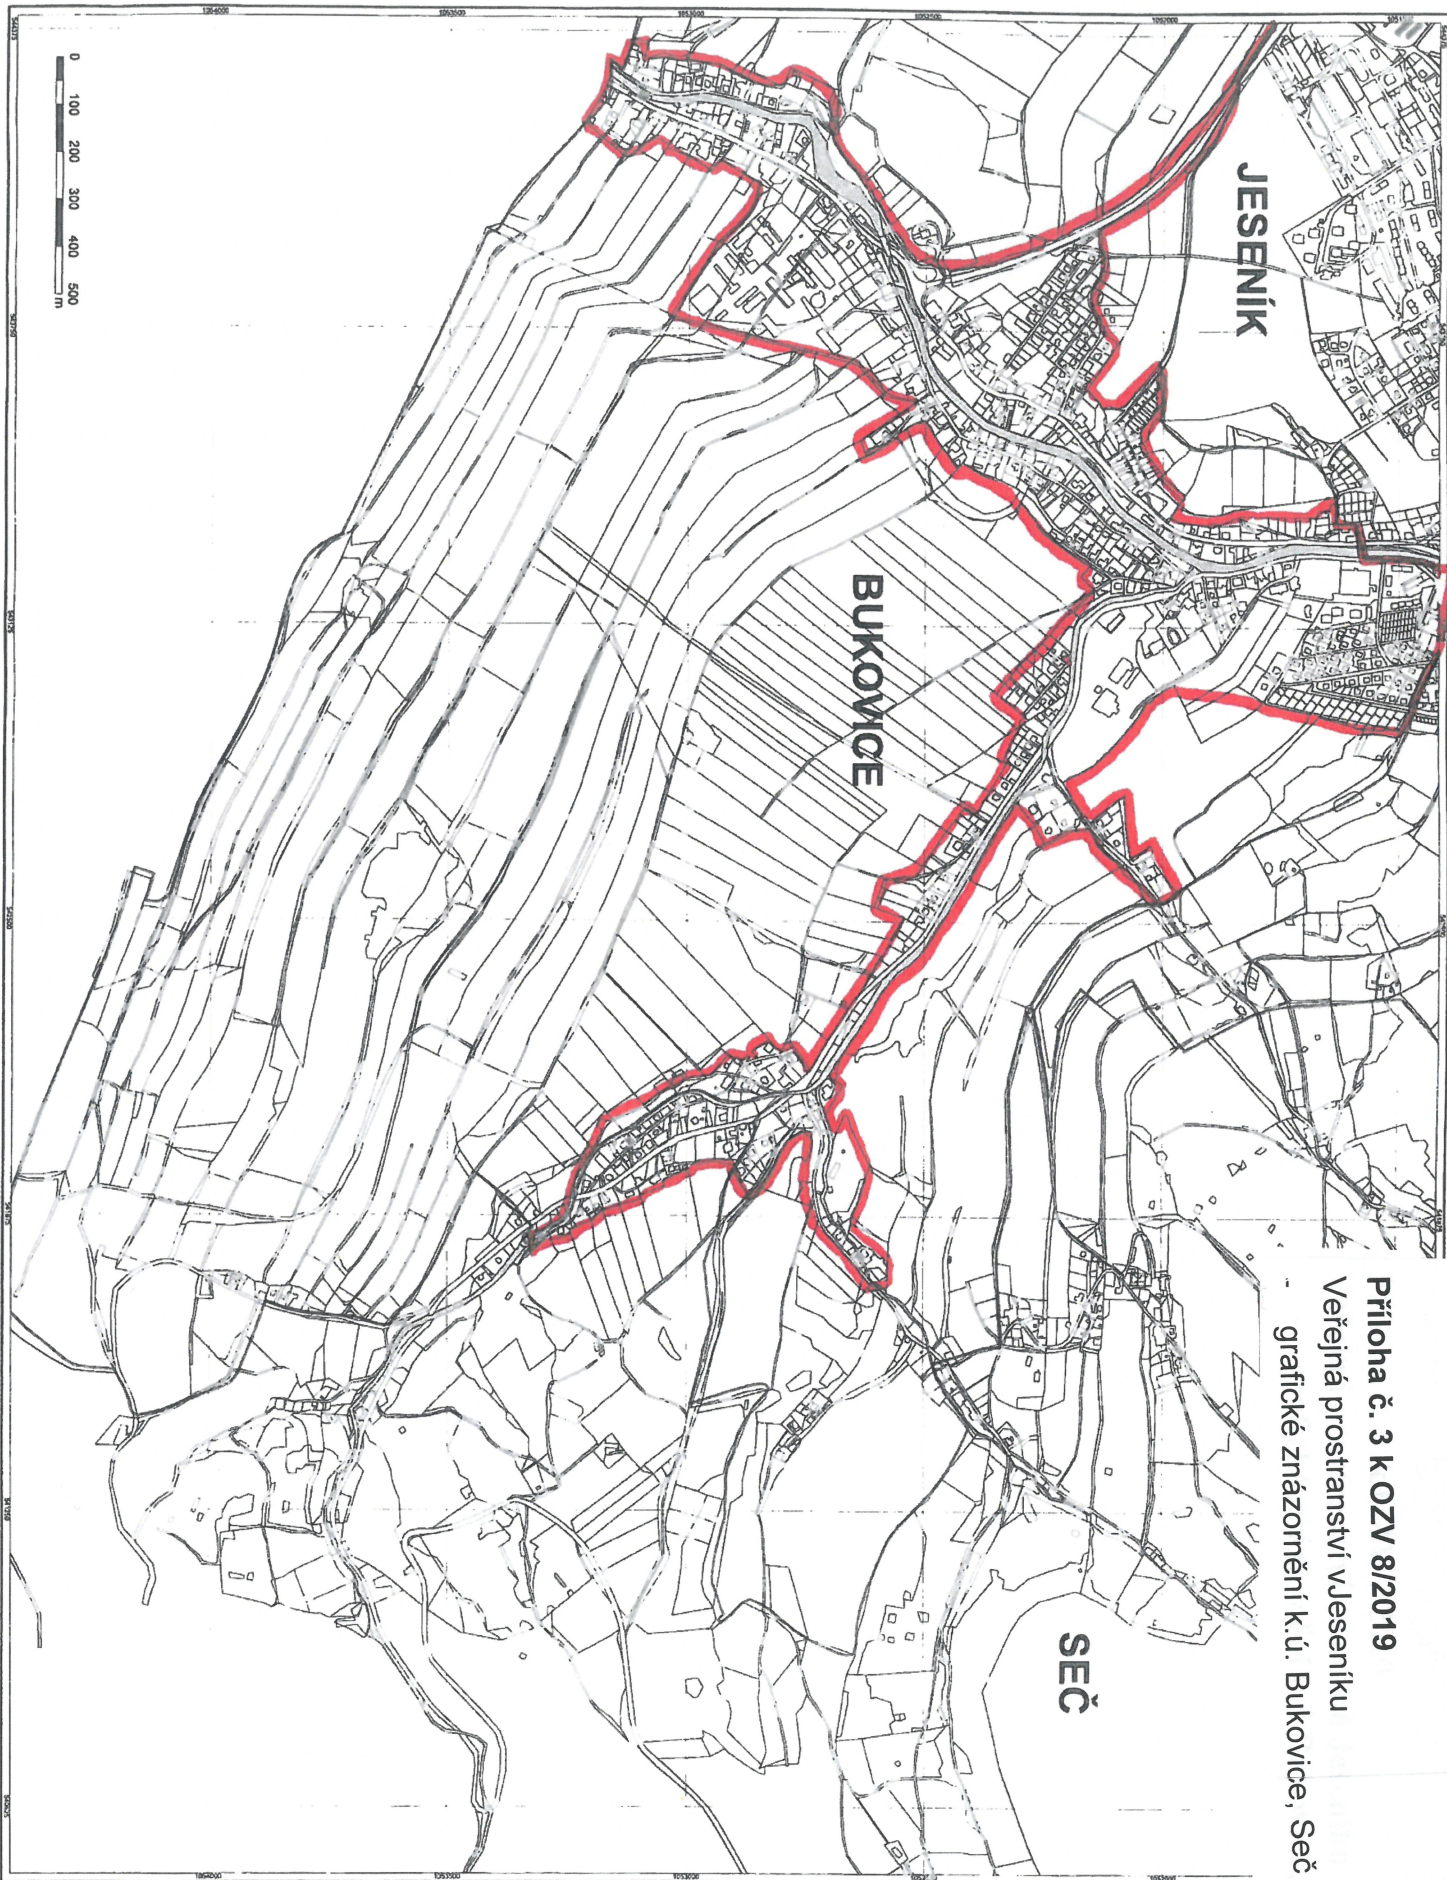 Příloha č. 3 k OZV 8/2019
Veřejná prostranství vJeseníku
- grafické znázornění k.ú. Bukovice, Seč
JESENÍK
BUKOVICE
SEČ
0 100 200 300 400 500
m